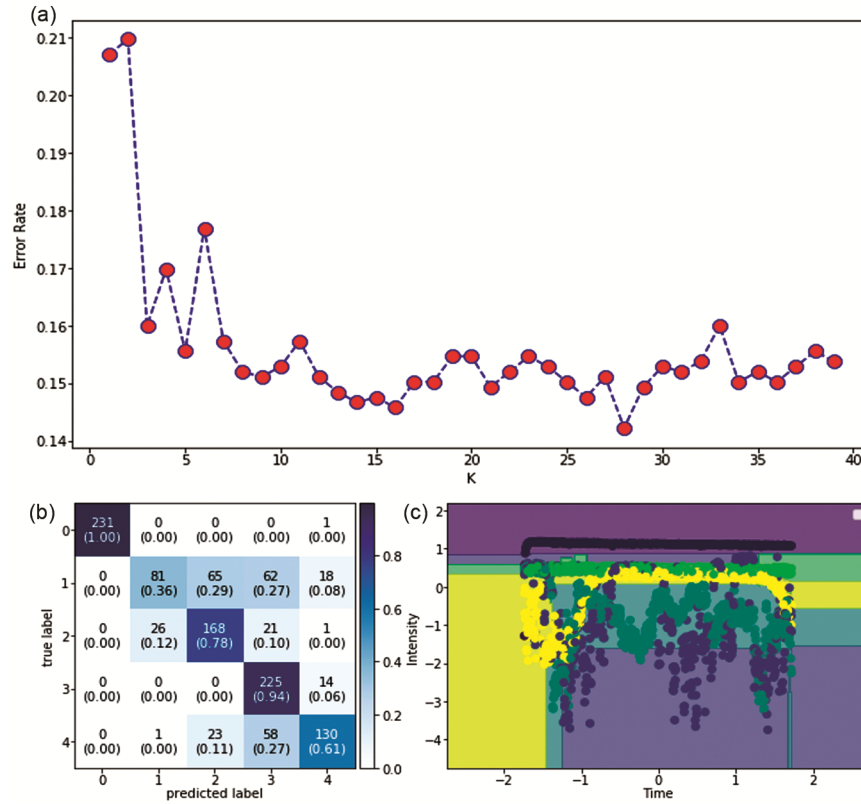 (a)
0.21
0.20
0.19
0.18
0.17
0.16
0.15
0.14
Error Rate
0 5 10 15 20 25 30 35 40
K
(b)
0 1 2 3 4
true label
231 0 0 0 1
(1.00) (0.00) (0.00) (0.00) (0.00)
0 81 65 62 18
(0.00) (0.36) (0.29) (0.27) (0.08)
0 26 168 21 1
(0.00) (0.12) (0.78) (0.10) (0.00)
0 0 0 225 14
(0.00) (0.00) (0.00) (0.94) (0.06)
0 1 23 58 130
(0.00) (0.00) (0.11) (0.27) (0.61)
0 1 2 3 4
predicted label
0.8
0.6
0.4
0.2
0.0
(c)
2
1
0
−1
−2
−3
−4
Intensity
−2 −1 0 1 2
Time